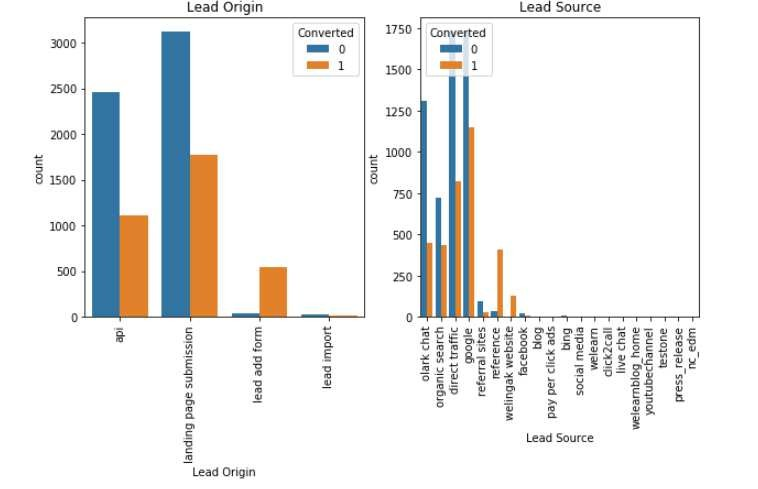 Lead Origin
3000
2500
2000
1500
1000
500
0
count
Converted
0
1
api
landing page submission
lead add form
lead import
Lead Origin
Lead Source
1750
1500
1250
1000
750
500
250
0
count
Converted
0
1
olark chat
organic search
direct traffic
google
referral sites
reference
welingak website
facebook
blog
pay per click ads
bing
social media
welearn
click2call
live chat
welearnblog_home
youtubechannel
testone
press_release
nc_edm
Lead Source